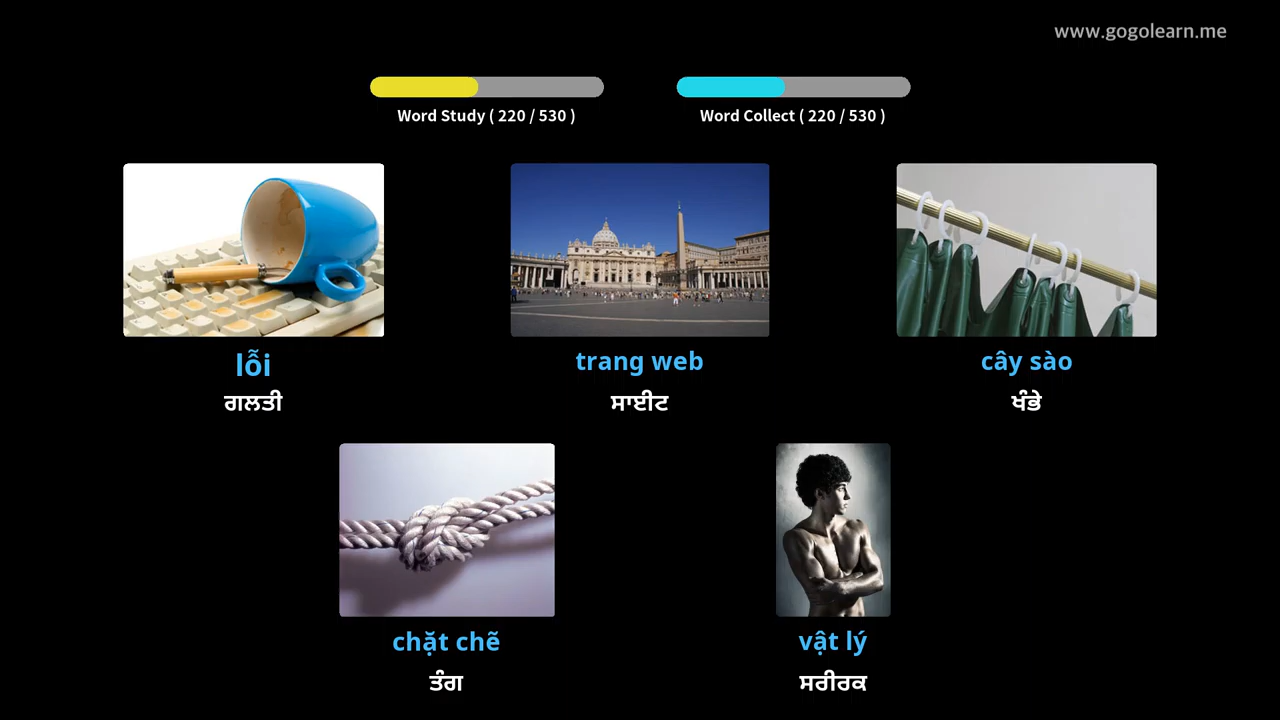 www.gogolearn.me
Word Study ( 220 / 530 )
Word Collect ( 220 / 530 )
lỗi
ਗਲਤੀ
trang web
ਸਾਈਟ
cây sào
ਖੰਭੇ
chặt chẽ
ਤੰਗ
vật lý
ਸਰੀਰਕ